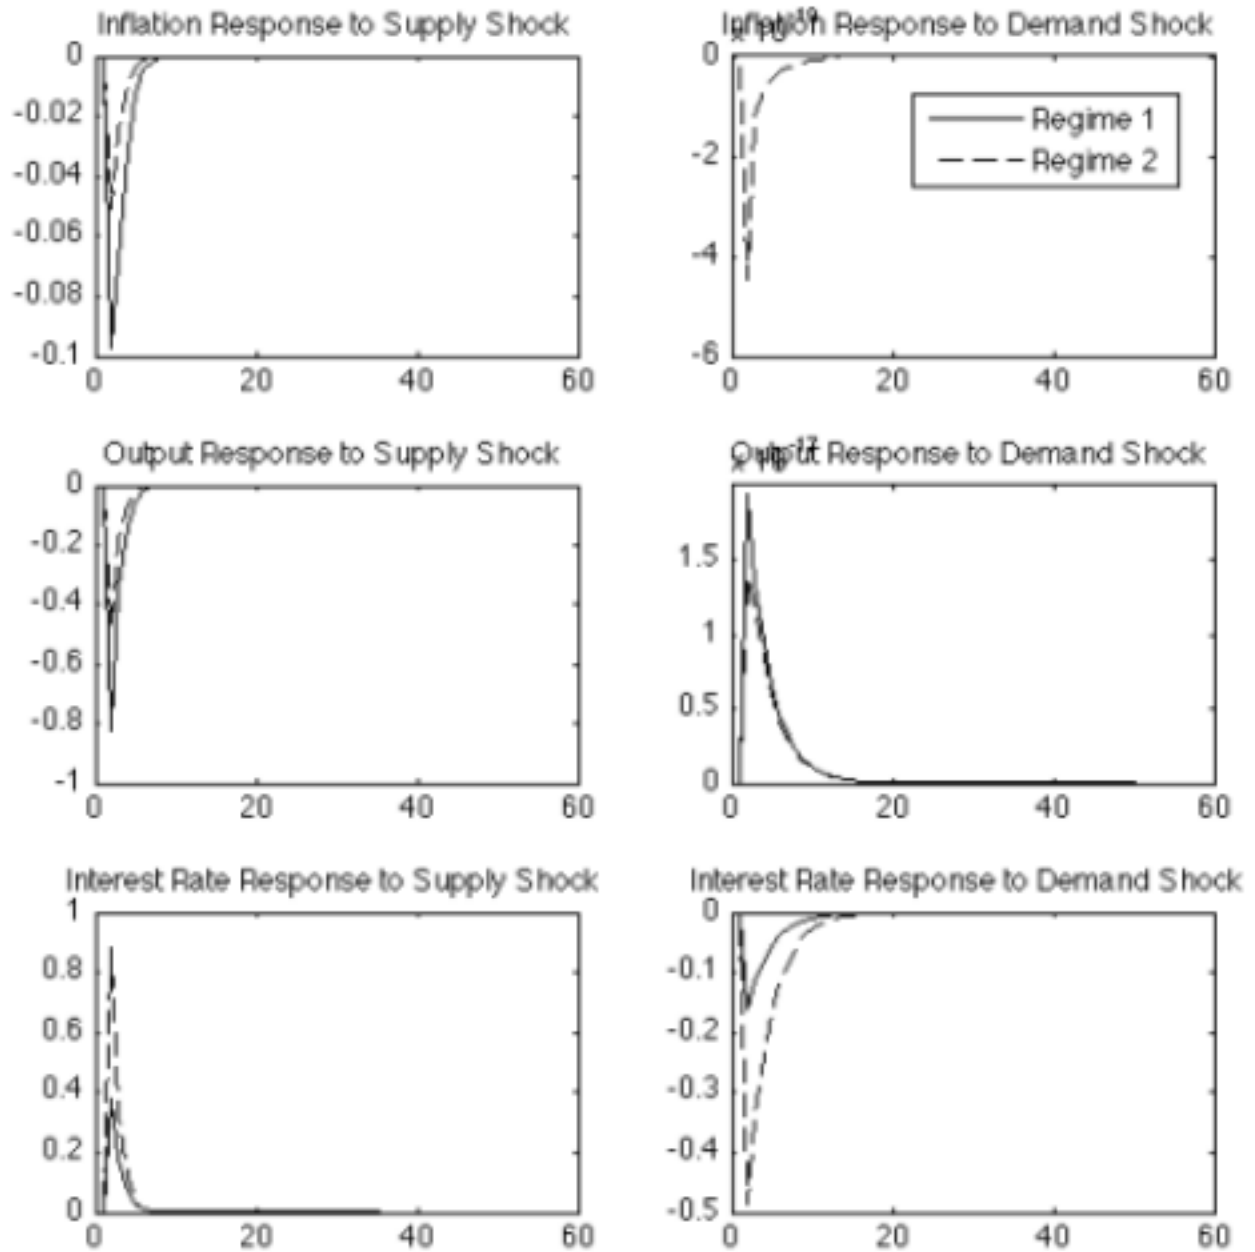 Inflation Response to Supply Shock
0
-0.02
-0.04
-0.06
-0.08
-0.1
0 20 40 60
Inflation Response to Demand Shock
0
-2
-4
-6
0 20 40 60
Regime 1
Regime 2
Output Response to Supply Shock
0
-0.2
-0.4
-0.6
-0.8
-1
0 20 40 60
Output Response to Demand Shock
-17
1.5
1
0.5
0
0 20 40 60
Interest Rate Response to Supply Shock
1
0.8
0.6
0.4
0.2
0
0 20 40 60
Interest Rate Response to Demand Shock
0
-0.1
-0.2
-0.3
-0.4
-0.5
0 20 40 60